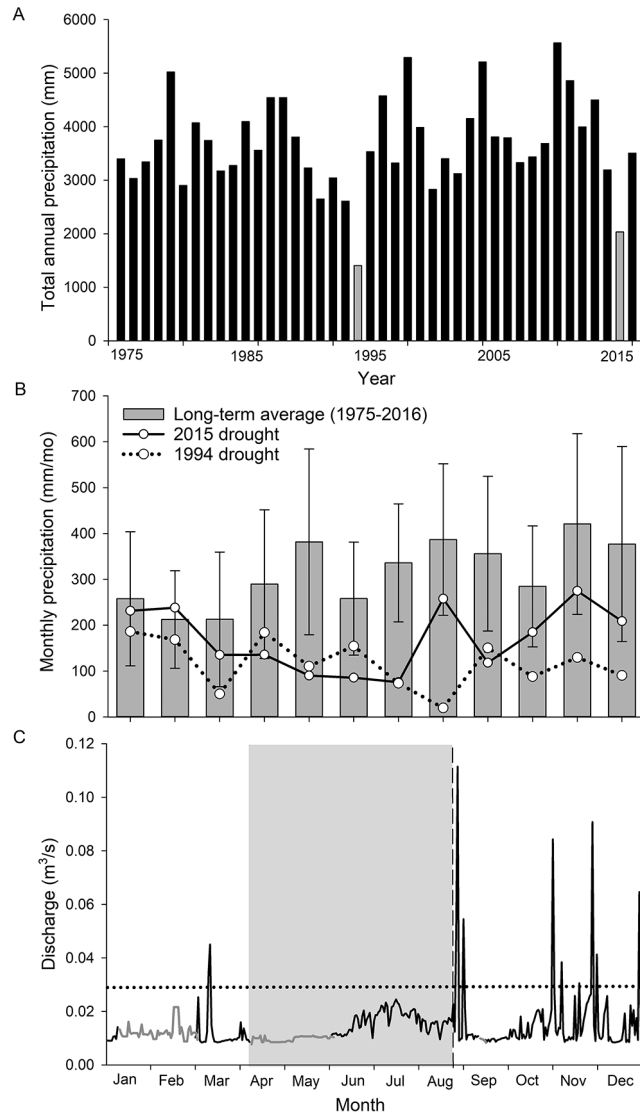 A
Total annual precipitation (mm)
6000
5000
4000
3000
2000
1000
0
1975 1985 1995 2005 2015
Year
B
Monthly precipitation (mm/mo)
700
600
500
400
300
200
100
0
Long-term average (1975-2016)
2015 drought
1994 drought
C
Discharge (m³/s)
0.12
0.10
0.08
0.06
0.04
0.02
0.00
Jan Feb Mar Apr May Jun Jul Aug Sep Oct Nov Dec
Month